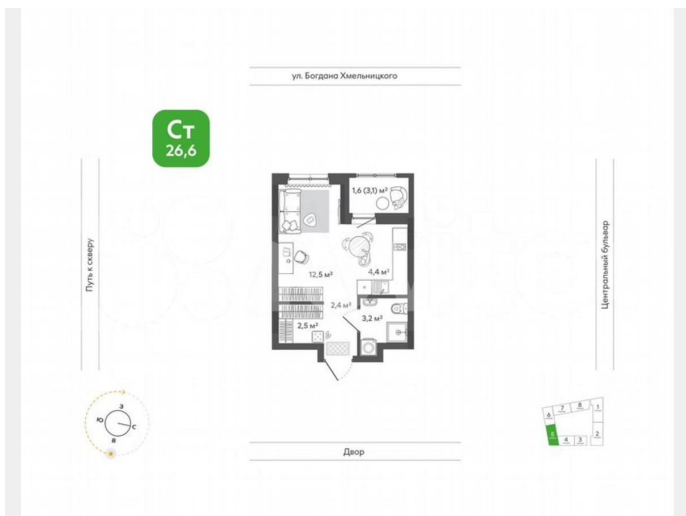 ул. Богдана Хмельницкого
Ст
26,6
1,6 (3,1) м²
Путь к скверу
Центральный бульвар
12,5 м²
4,4 м²
2,4 м²
3,2 м²
2,5 м²
З
Ю
С
В
Двор
6
7
8
1
2
4
3